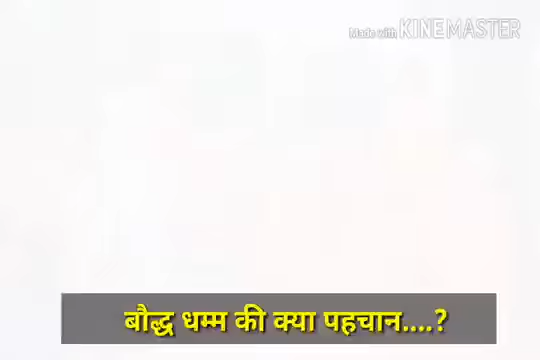 Made with KINEMASTER
बौद्ध धम्म की क्या पहचान....?